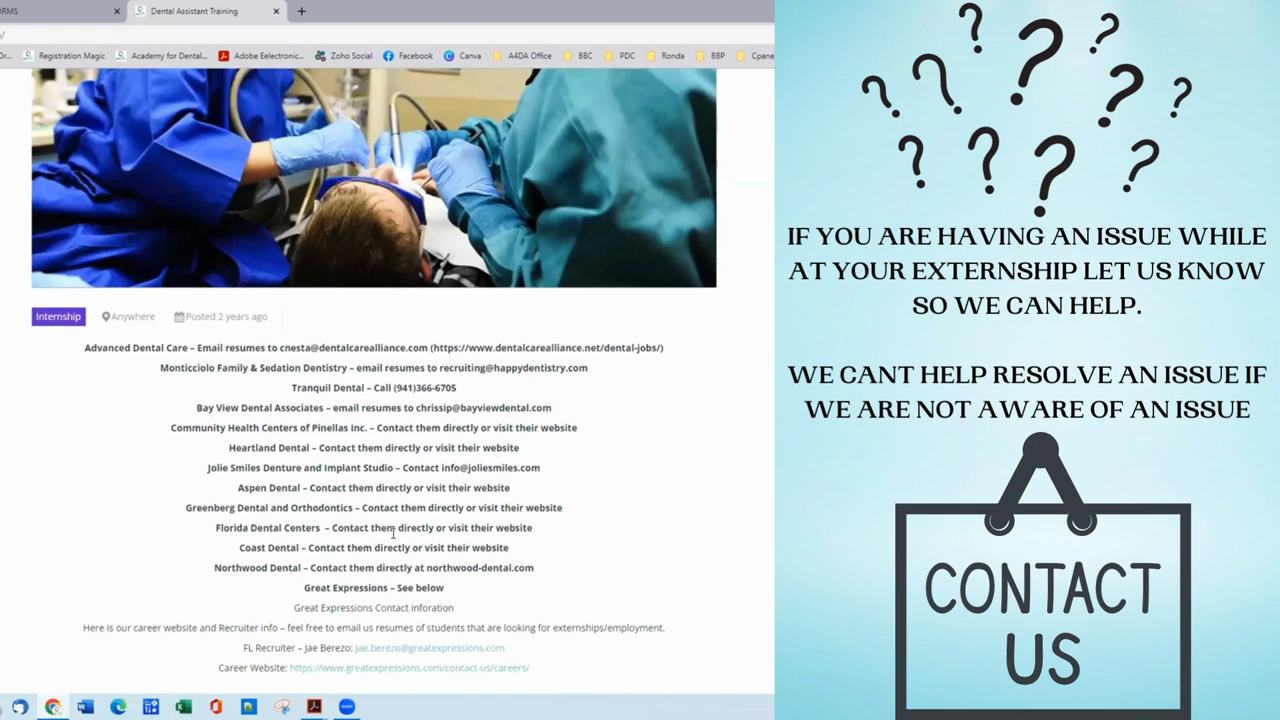 ORMS
Dental Assistant Training
Dr...
Registration Magic
Academy for Dental...
Adobe Eelectronic...
Zoho Social
Facebook
Canva
A4DA Office
BBC
PDC
Ronda
BBP
Cpane
Internship
Anywhere
Posted 2 years ago
Advanced Dental Care – Email resumes to cnesta@dentalcarealliance.com (https://www.dentalcarealliance.net/dental-jobs/)
Monticciolo Family & Sedation Dentistry – email resumes to recruiting@happydentistry.com
Tranquil Dental – Call (941)366-6705
Bay View Dental Associates – email resumes to chrissip@bayviewdental.com
Community Health Centers of Pinellas Inc. – Contact them directly or visit their website
Heartland Dental – Contact them directly or visit their website
Jolie Smiles Denture and Implant Studio – Contact info@joliesmiles.com
Aspen Dental – Contact them directly or visit their website
Greenberg Dental and Orthodontics – Contact them directly or visit their website
Florida Dental Centers – Contact them directly or visit their website
Coast Dental – Contact them directly or visit their website
Northwood Dental – Contact them directly at northwood-dental.com
Great Expressions – See below
Great Expressions Contact inforation
Here is our career website and Recruiter info – feel free to email us resumes of students that are looking for externships/employment.
FL Recruiter – Jae Berezo: jae.berezo@greatexpressions.com
Career Website: https://www.greatexpressions.com/contact-us/careers/
IF YOU ARE HAVING AN ISSUE WHILE
AT YOUR EXTERNSHIP LET US KNOW
SO WE CAN HELP.
WE CANT HELP RESOLVE AN ISSUE IF
WE ARE NOT AWARE OF AN ISSUE
CONTACT
US